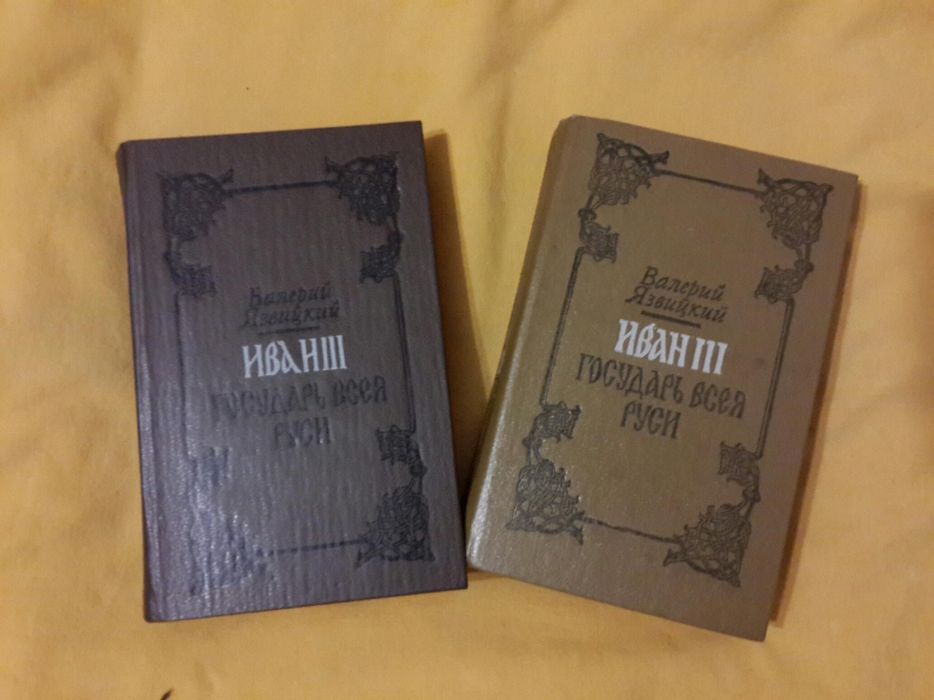 Валерий
Язвицкий
ИВАН III
ГОСУДАРЬ ВСЕЯ
РУСИ
Валерий
Язвицкий
ИВАН III
ГОСУДАРЬ ВСЕЯ
РУСИ